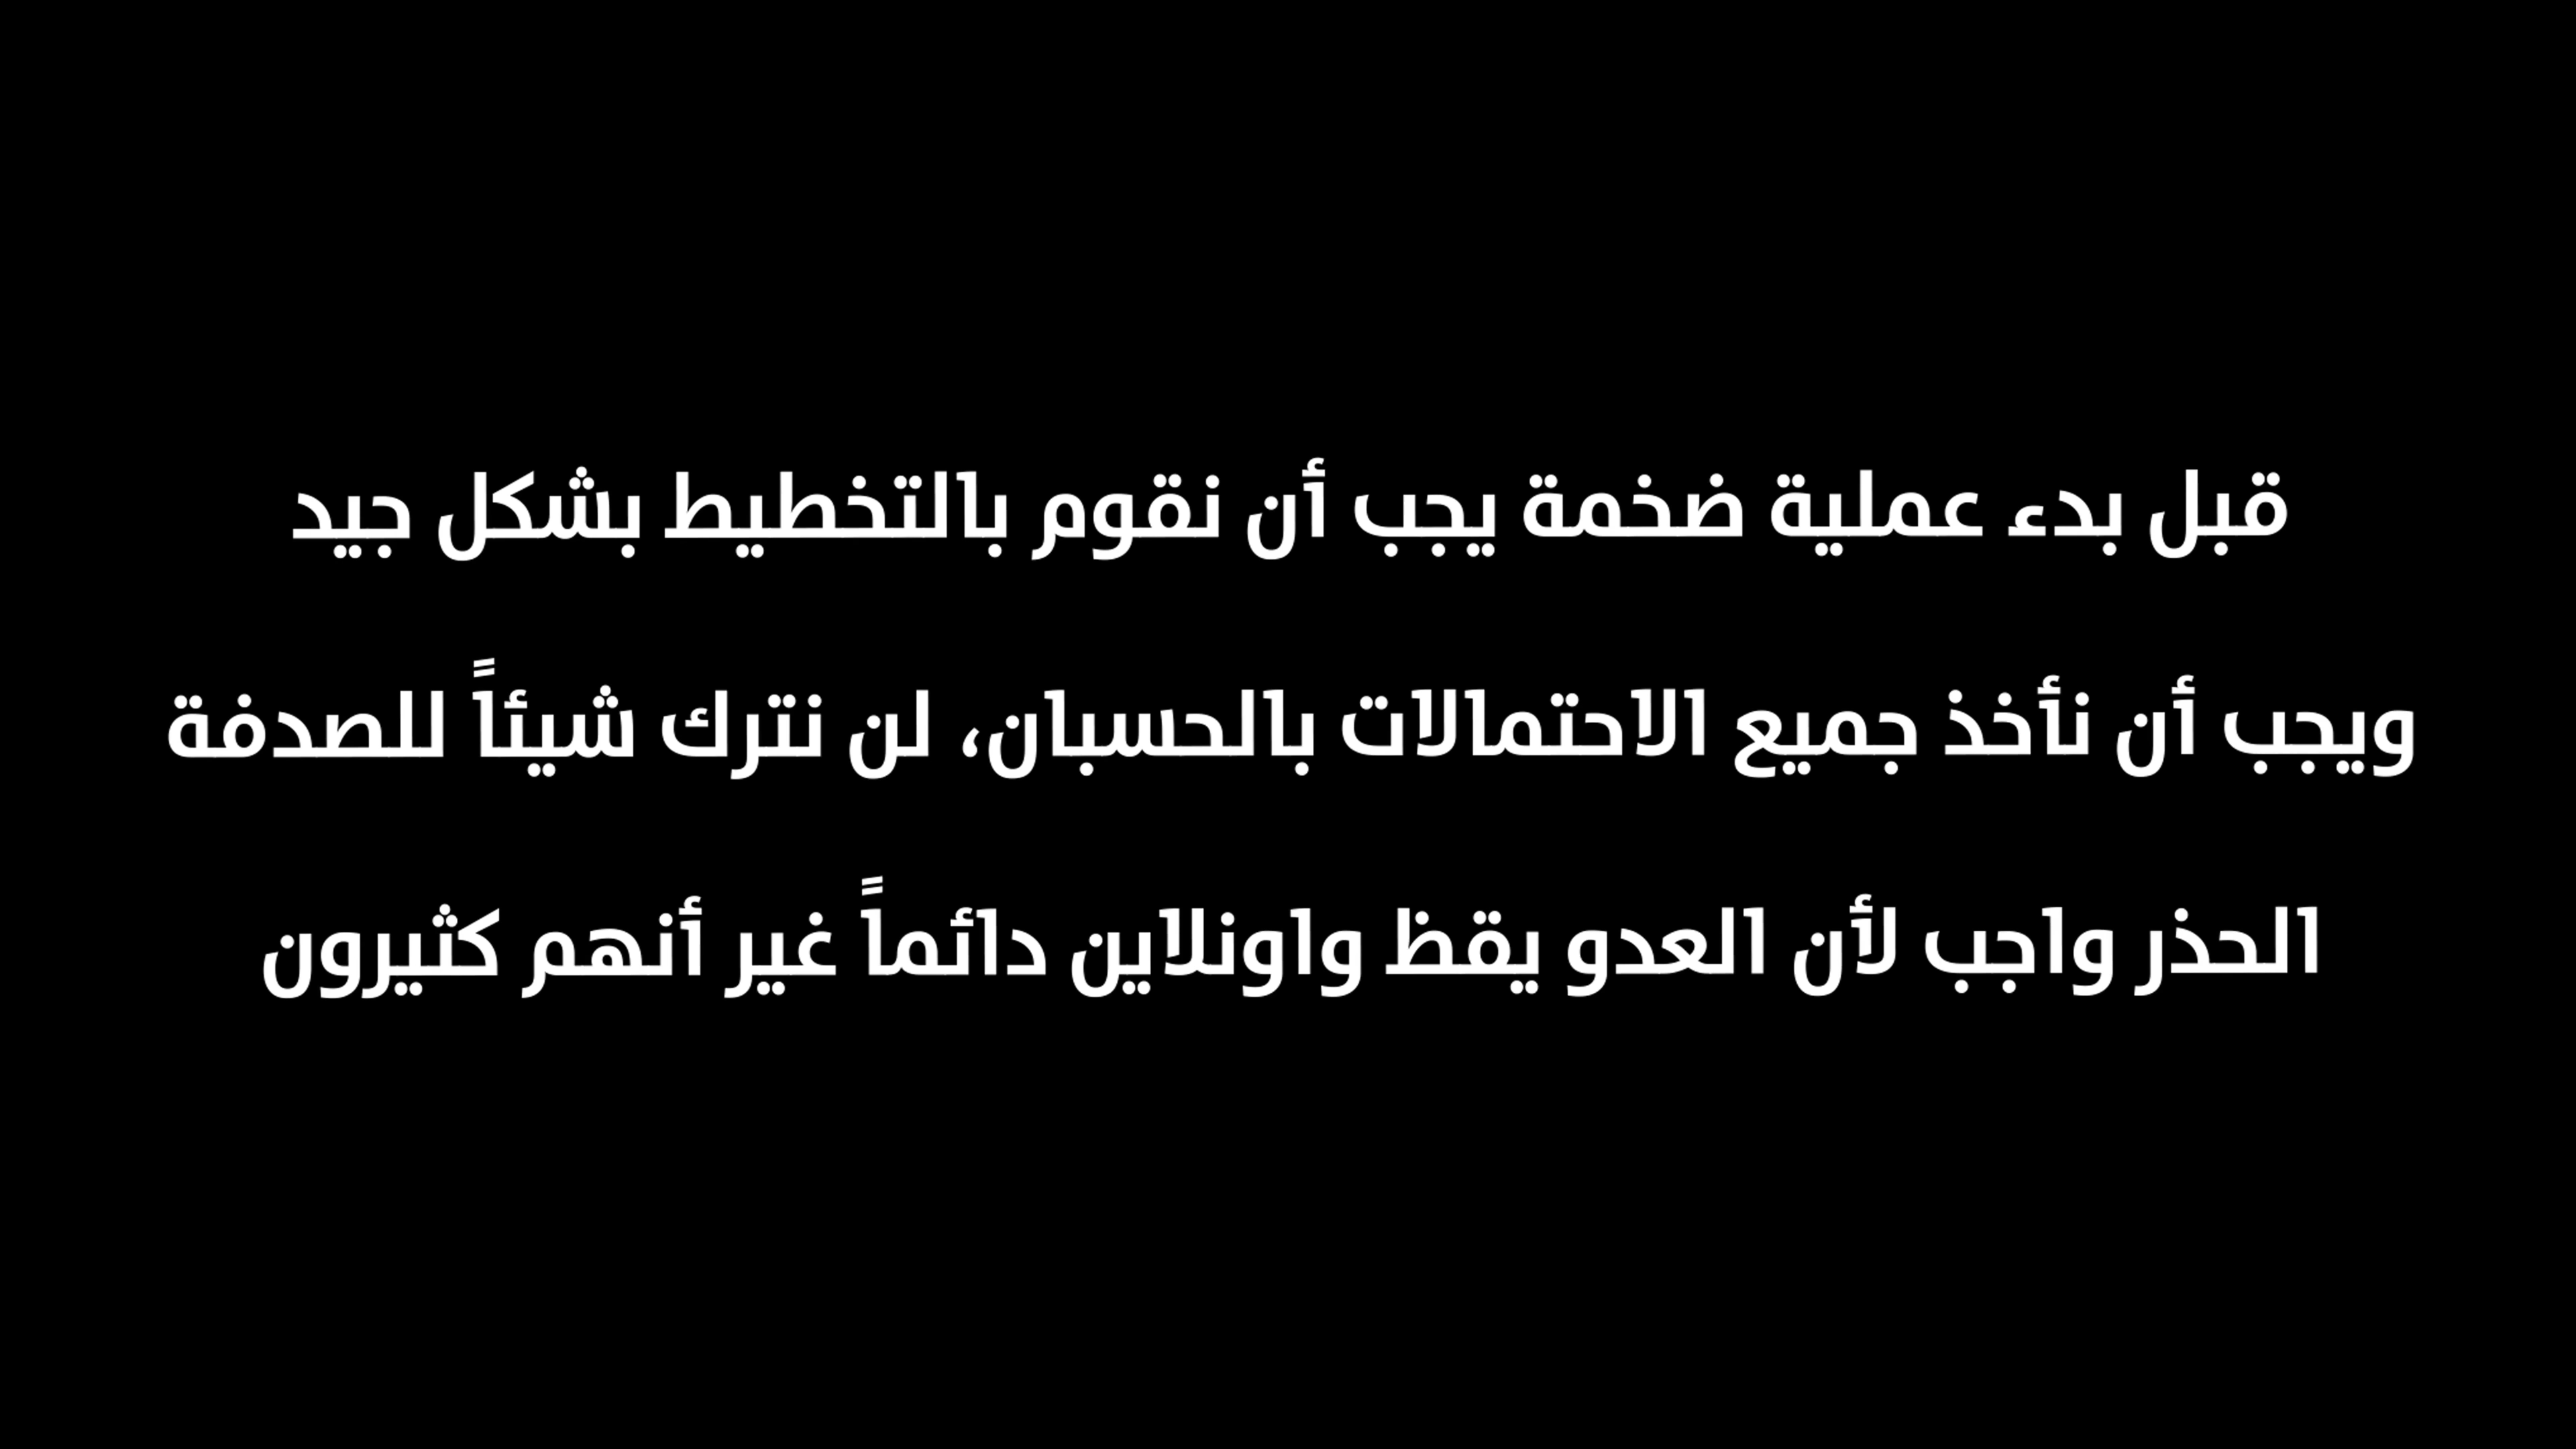 قبل بدء عملية ضخمة يجب أن نقوم بالتخطيط بشكل جيد
ويجب أن نأخذ جميع الاحتمالات بالحسبان، لن نترك شيئاً للصدفة
الحذر واجب لأن العدو يقظ واونلاين دائماً غير أنهم كثيرون